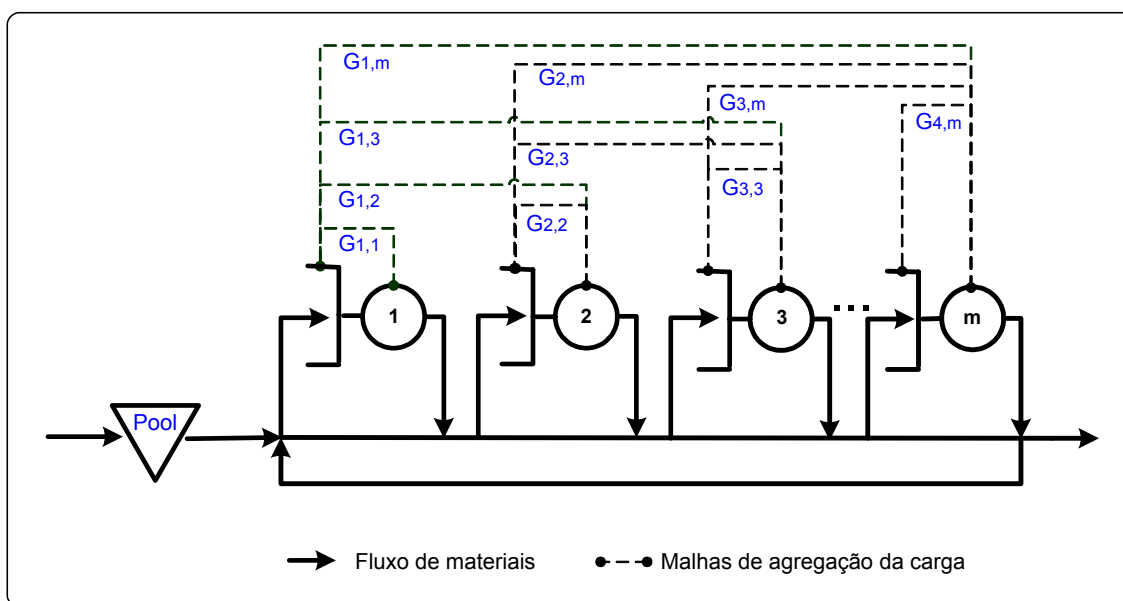 G1,m
G2,m
G3,m
G4,m
G1,3
G2,3
G3,3
G1,2
G2,2
G1,1
1
2
3
...
m
Pool
Fluxo de materiais
Malhas de agregação da carga